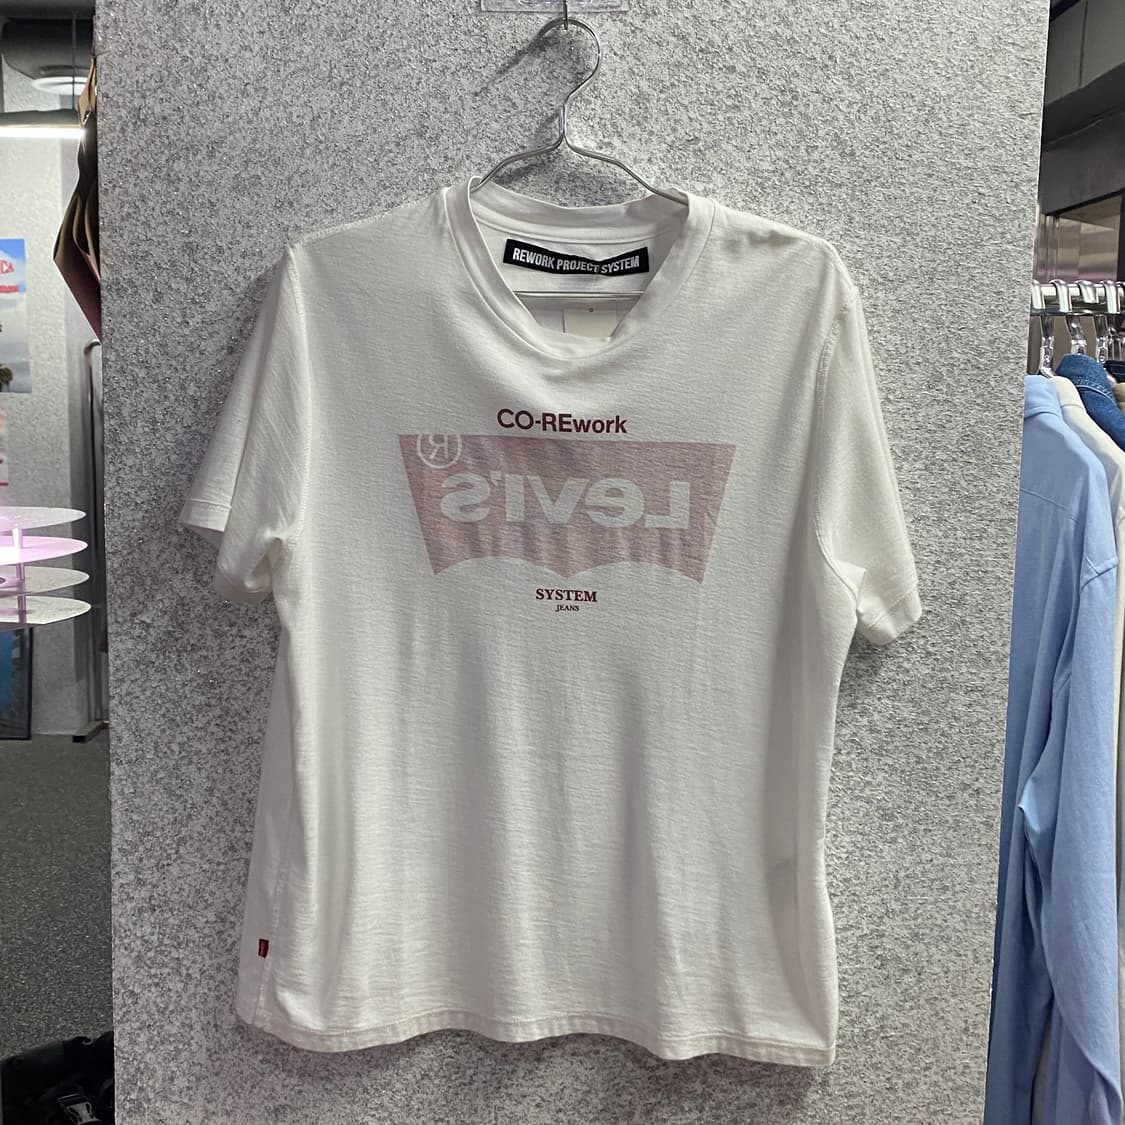 REWORK PROJECT SYSTEM
CO-REwork
Levi's ®
SYSTEM
JEANS